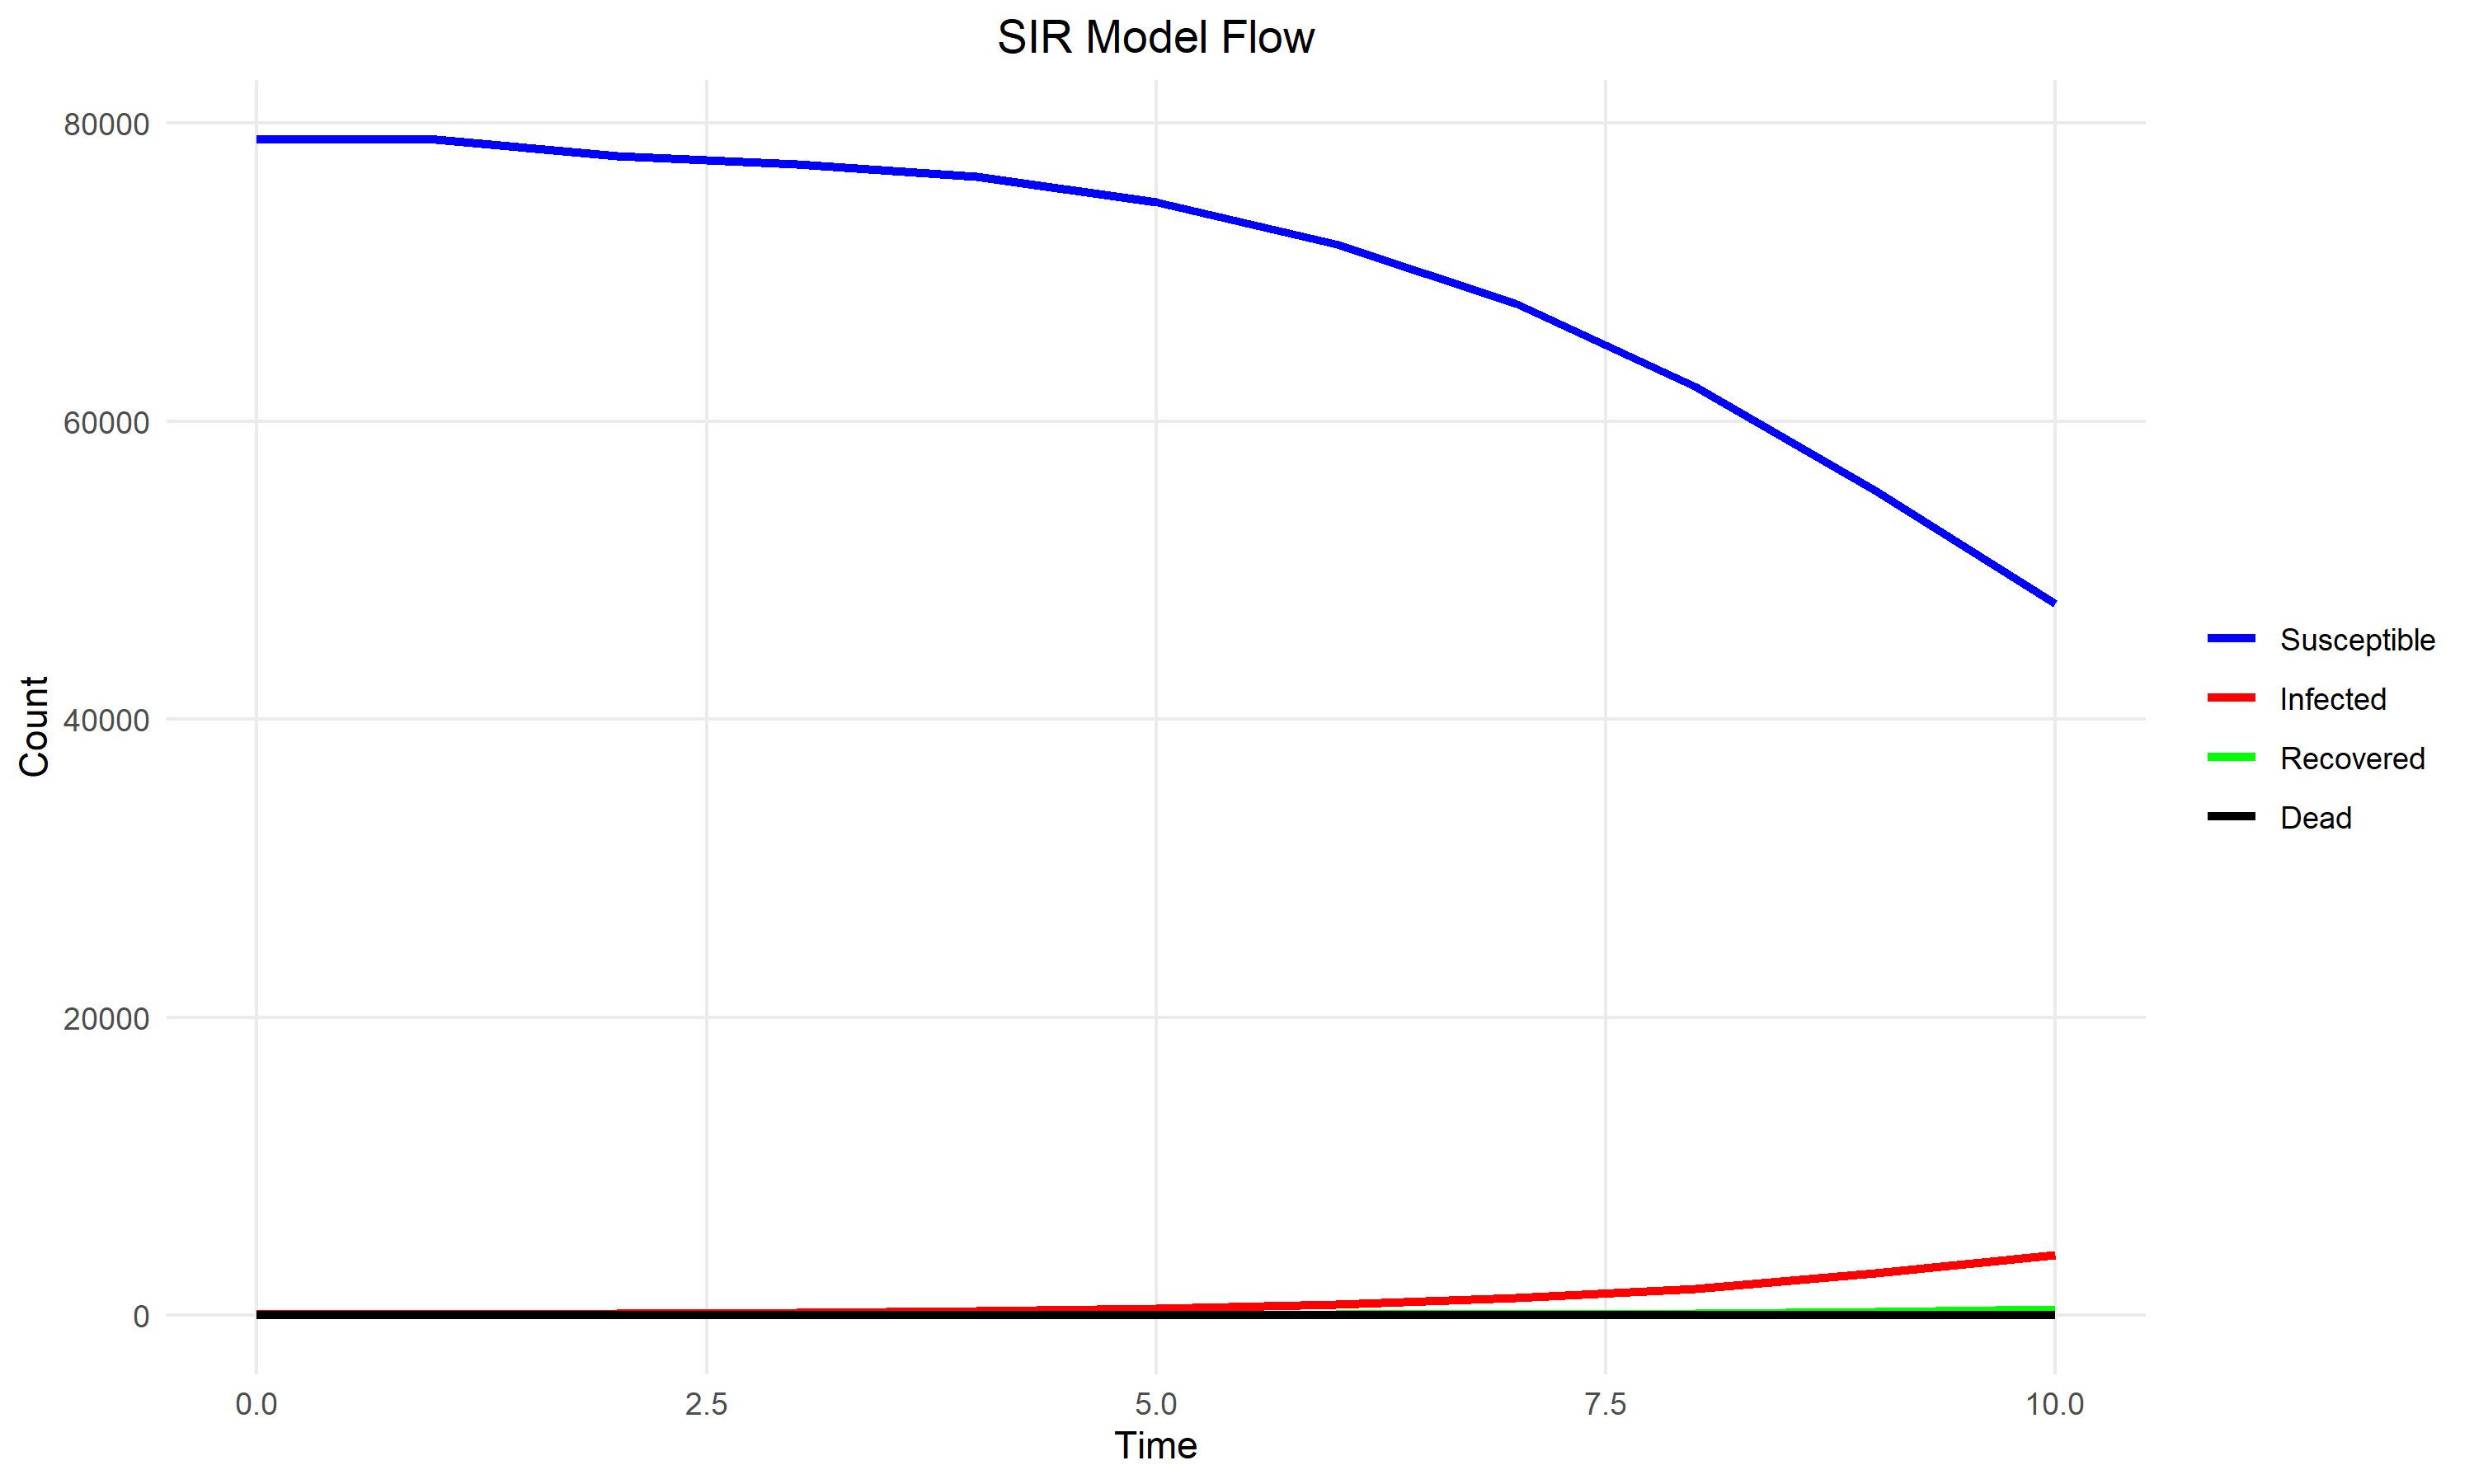 SIR Model Flow
Count
80000
60000
40000
20000
0
0.0 2.5 5.0 7.5 10.0
Time
Susceptible
Infected
Recovered
Dead